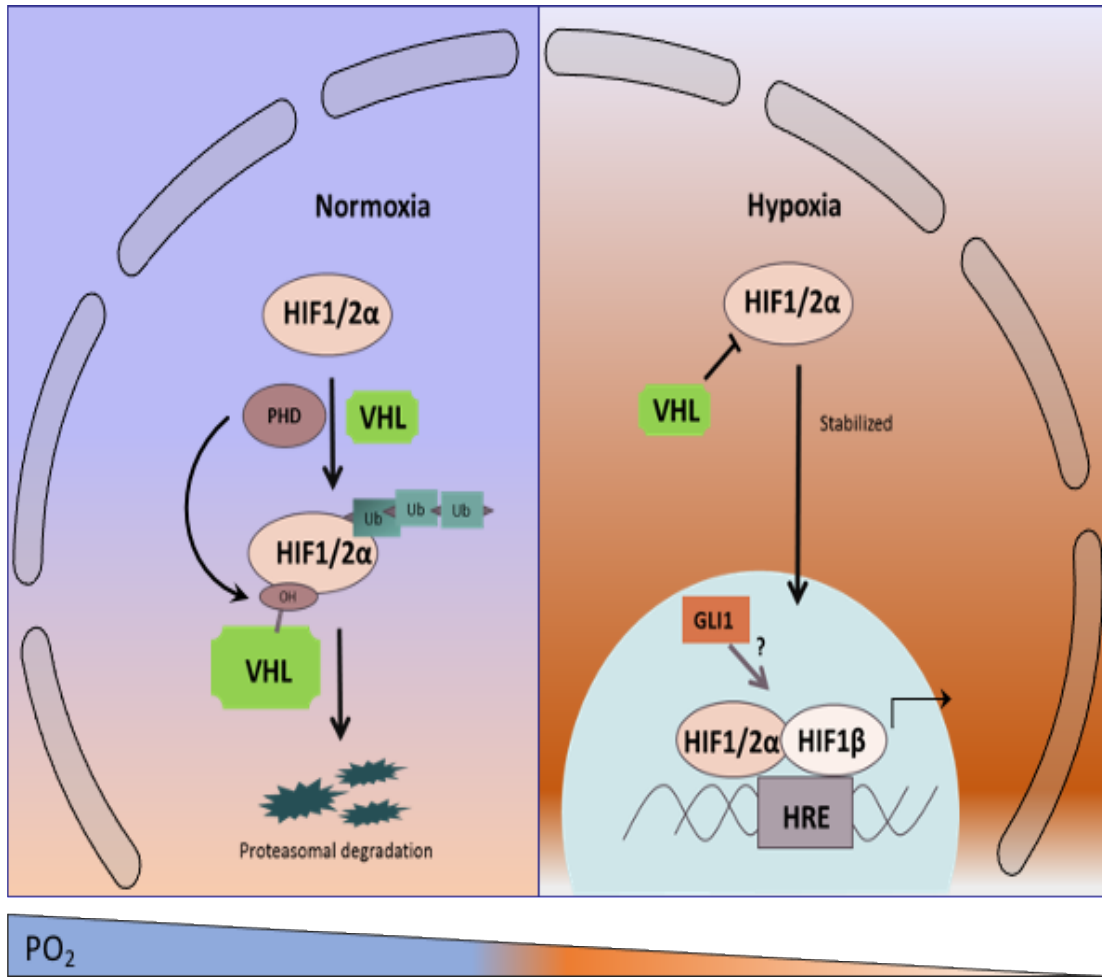 Normoxia
HIF1/2α
PHD
VHL
Ub
Ub
Ub
HIF1/2α
OH
VHL
Proteasomal degradation
Hypoxia
HIF1/2α
VHL
Stabilized
GLI1
?
HIF1/2α
HIF1β
HRE
PO₂